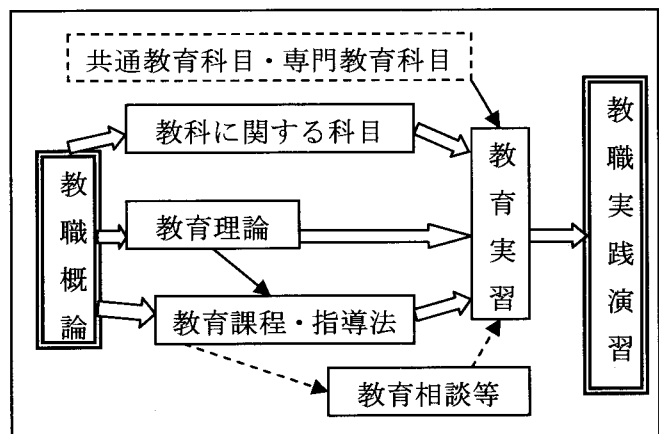 共通教育科目・専門教育科目
教科に関する科目
教職概論
教育理論
教育課程・指導法
教育相談等
教育実習
教職実践演習